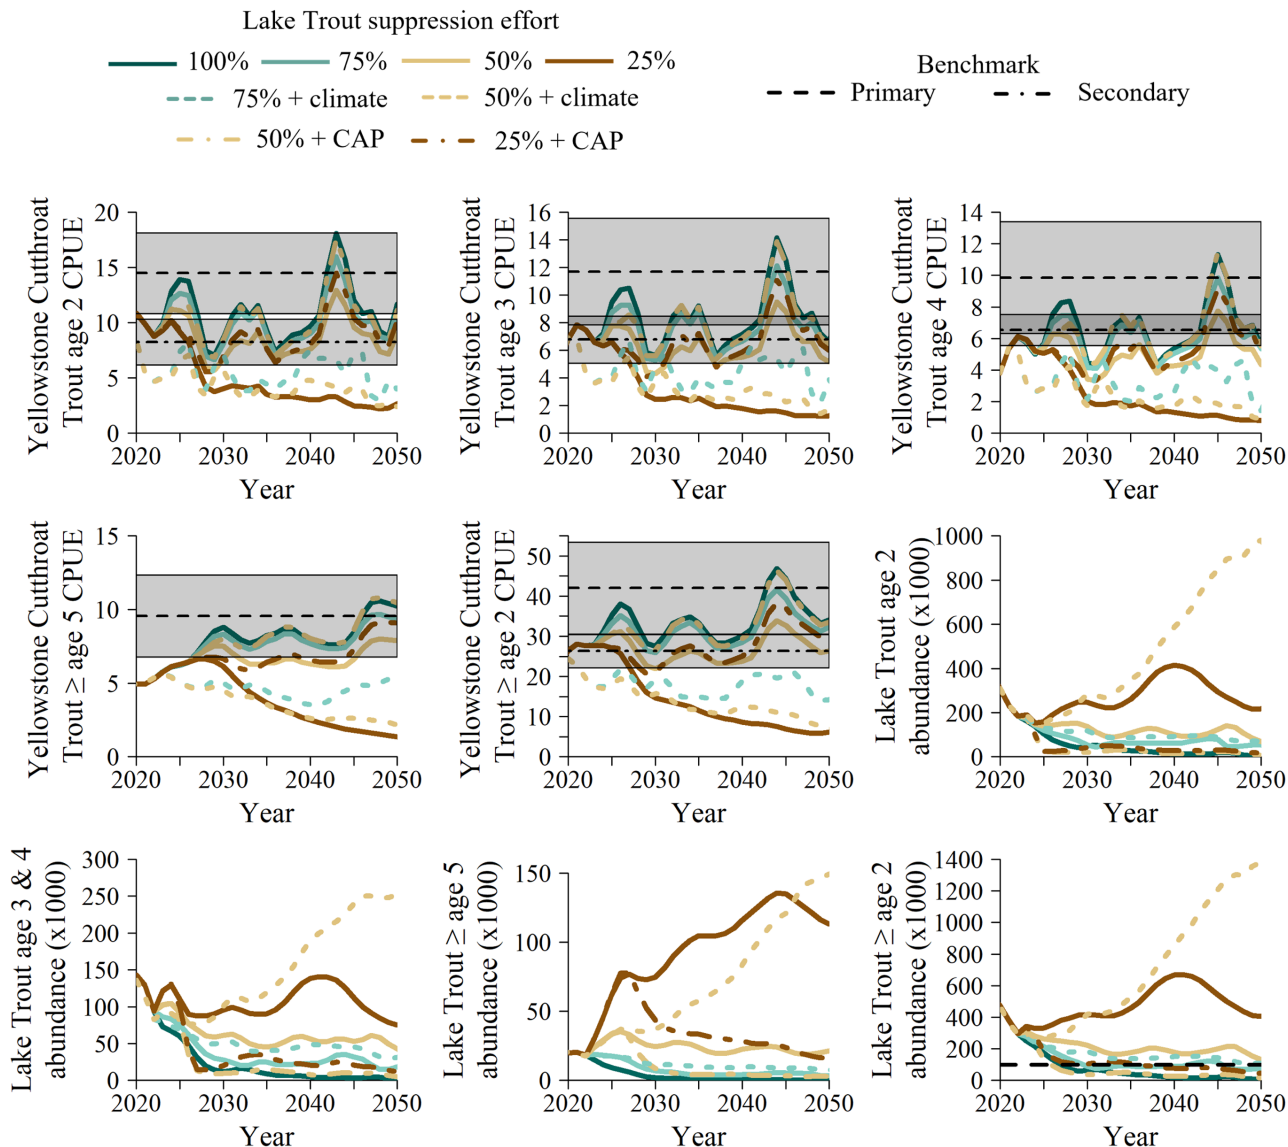 Lake Trout suppression effort
100% 75% 50% 25%
75% + climate 50% + climate
50% + CAP 25% + CAP
Benchmark
Primary Secondary
Yellowstone Cutthroat
Trout age 2 CPUE
20
15
10
5
0
2020 2030 2040 2050
Year
Yellowstone Cutthroat
Trout age 3 CPUE
16
14
12
10
8
6
4
2
0
2020 2030 2040 2050
Year
Yellowstone Cutthroat
Trout age 4 CPUE
14
12
10
8
6
4
2
0
2020 2030 2040 2050
Year
Yellowstone Cutthroat
Trout ≥ age 5 CPUE
15
10
5
0
2020 2030 2040 2050
Year
Yellowstone Cutthroat
Trout ≥ age 2 CPUE
50
40
30
20
10
0
2020 2030 2040 2050
Year
Lake Trout age 2
abundance (x1000)
1000
800
600
400
200
0
2020 2030 2040 2050
Year
Lake Trout age 3 & 4
abundance (x1000)
300
250
200
150
100
50
0
2020 2030 2040 2050
Year
Lake Trout ≥ age 5
abundance (x1000)
150
100
50
0
2020 2030 2040 2050
Year
Lake Trout ≥ age 2
abundance (x1000)
1400
1200
1000
800
600
400
200
0
2020 2030 2040 2050
Year